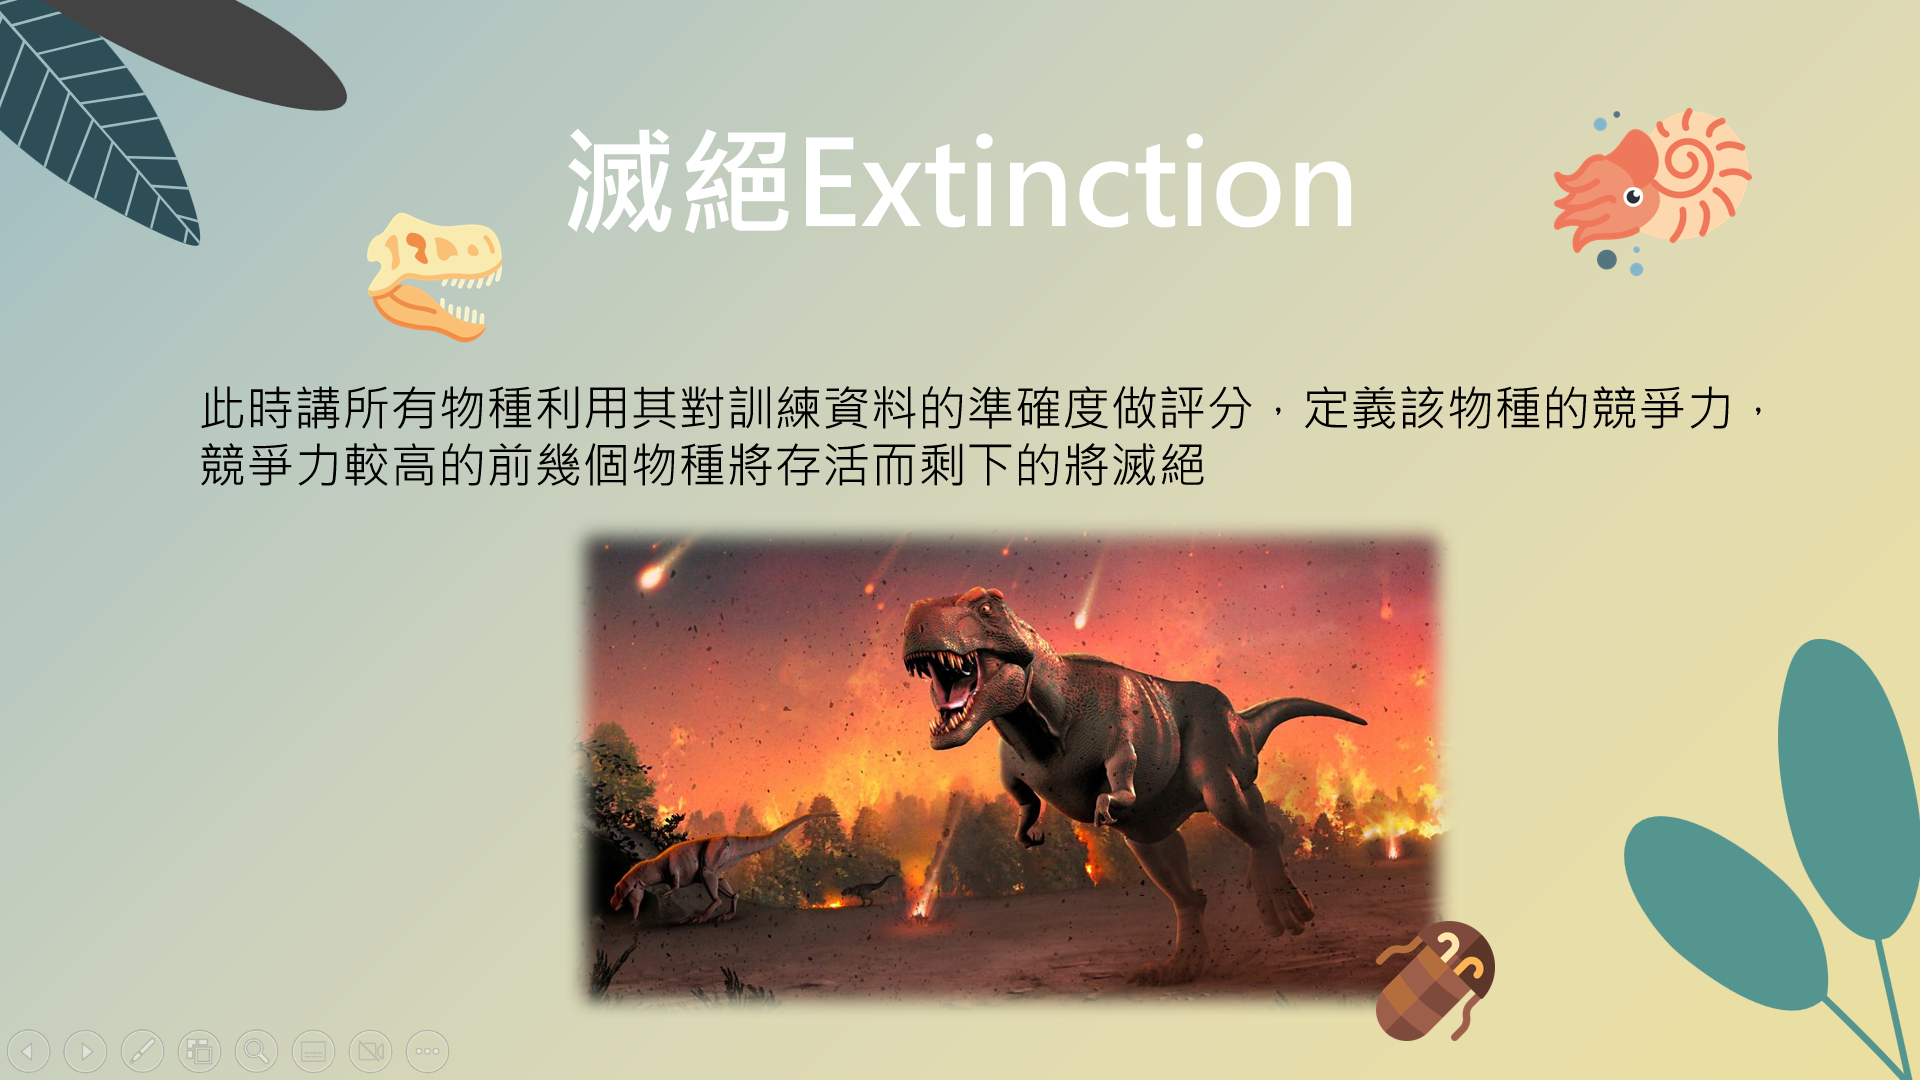 滅絕Extinction
此時講所有物種利用其對訓練資料的準確度做評分，定義該物種的競爭力，
競爭力較高的前幾個物種將存活而剩下的將滅絕